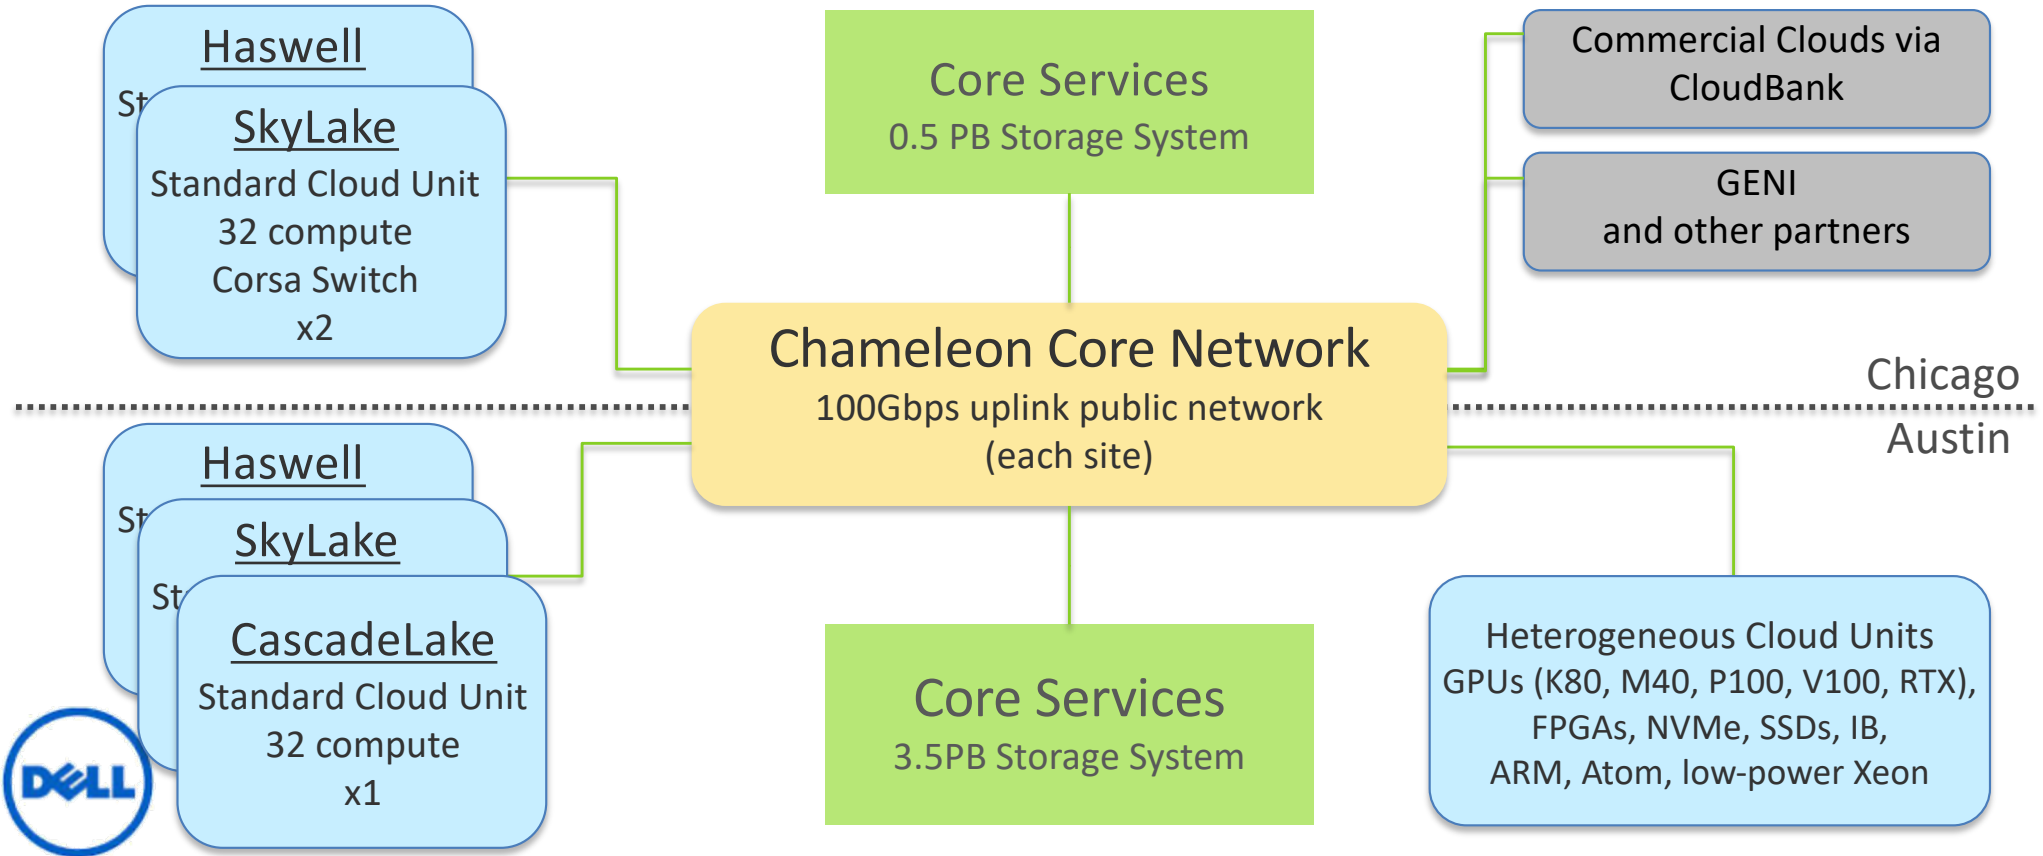 Haswell
St
SkyLake
Standard Cloud Unit
32 compute
Corsa Switch
x2
Core Services
0.5 PB Storage System
Commercial Clouds via
CloudBank
GENI
and other partners
Chameleon Core Network
100Gbps uplink public network
(each site)
Chicago
Austin
Haswell
St
SkyLake
St
CascadeLake
Standard Cloud Unit
32 compute
x1
DELL
Core Services
3.5PB Storage System
Heterogeneous Cloud Units
GPUs (K80, M40, P100, V100, RTX),
FPGAs, NVMe, SSDs, IB,
ARM, Atom, low-power Xeon